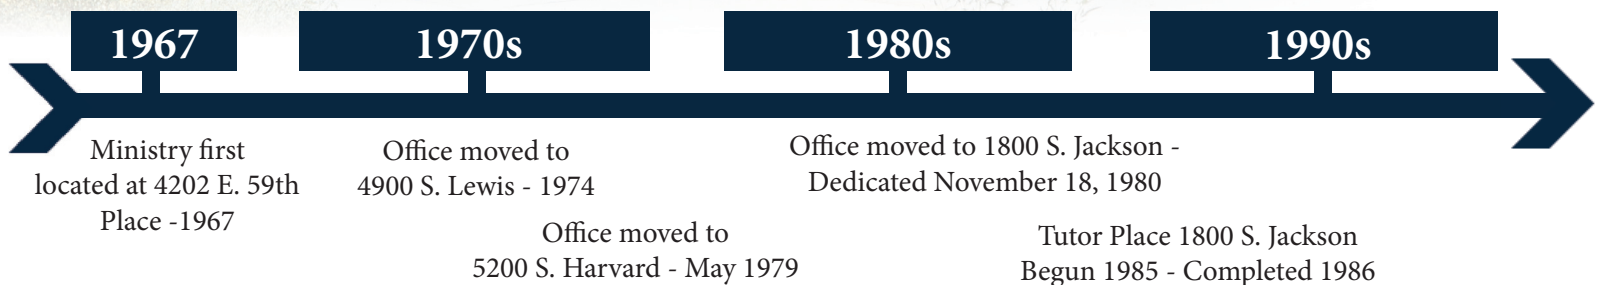 1967
1970s
1980s
1990s
Ministry first
located at 4202 E. 59th
Place -1967
Office moved to
4900 S. Lewis - 1974
Office moved to
5200 S. Harvard - May 1979
Office moved to 1800 S. Jackson -
Dedicated November 18, 1980
Tutor Place 1800 S. Jackson
Begun 1985 - Completed 1986